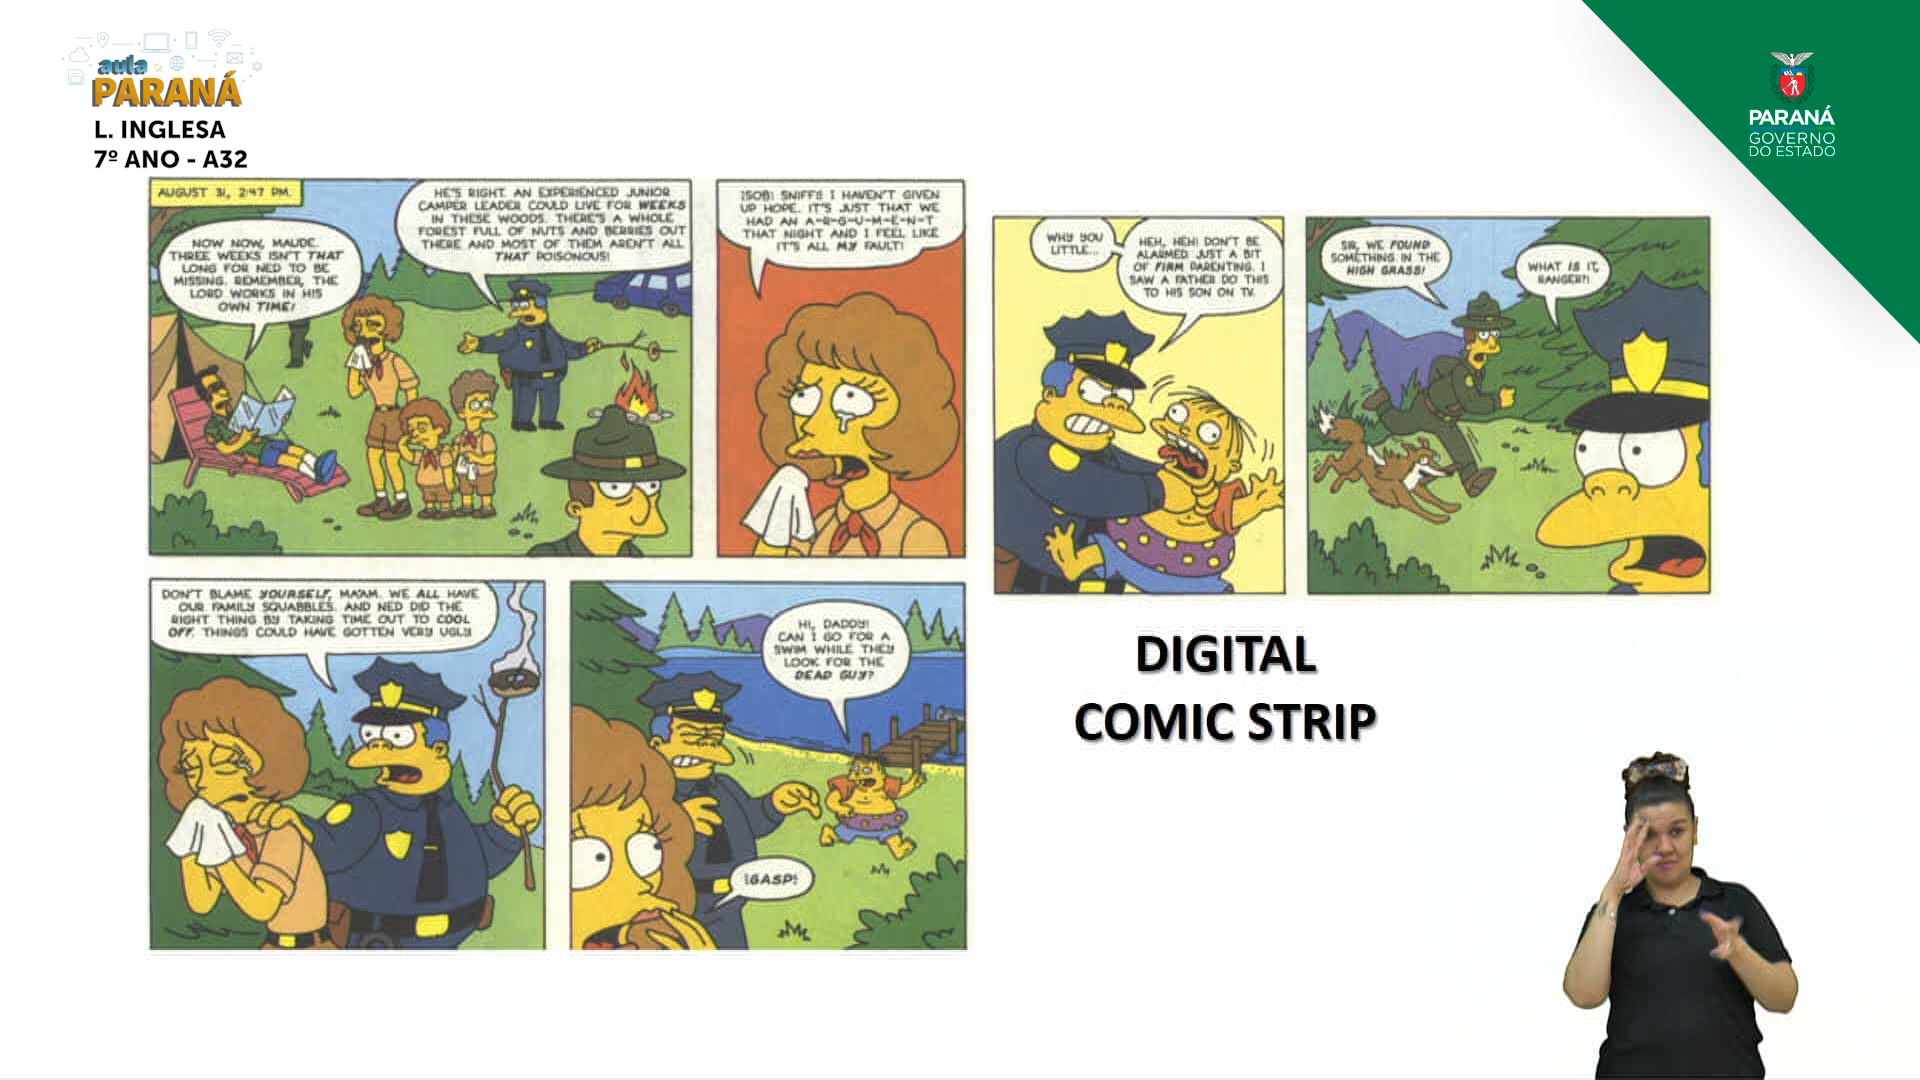 aula
PARANÁ
L. INGLESA
7º ANO - A32
PARANÁ
GOVERNO
DO ESTADO
AUGUST 31, 2:47 PM.
NOW NOW, MAUDE.
THREE WEEKS ISN'T THAT
LONG FOR NED TO BE
MISSING. REMEMBER, THE
LORD WORKS IN HIS
OWN TIME!
HE'S RIGHT. AN EXPERIENCED JUNIOR
CAMPER LEADER COULD LIVE FOR WEEKS
IN THESE WOODS. THERE'S A WHOLE
FOREST FULL OF NUTS AND BERRIES OUT
THERE AND MOST OF THEM AREN'T ALL
THAT POISONOUS!
¡SOB! SNIFF!! I HAVEN'T GIVEN
UP HOPE. IT'S JUST THAT WE
HAD AN A-R-G-U-M-E-N-T
THAT NIGHT AND I FEEL LIKE
IT'S ALL MY FAULT!
DON'T BLAME YOURSELF, MA'AM. WE ALL HAVE
OUR FAMILY SQUABBLES. AND NED DID THE
RIGHT THING BY TAKING TIME OUT TO COOL
OFF. THINGS COULD HAVE GOTTEN VERY UGLY
HI, DADDY!
CAN I GO FOR A
SWIM WHILE THEY
LOOK FOR THE
DEAD GUY?
¡GASP!
WHY YOU
LITTLE...
HEH, HEH! DON'T BE
ALARMED. JUST A BIT
OF FIRM PARENTING. I
SAW A FATHER DO THIS
TO HIS SON ON TV.
SIR, WE FOUND
SOMETHING IN THE
HIGH GRASS!
WHAT IS IT,
RANGER?!
DIGITAL
COMIC STRIP